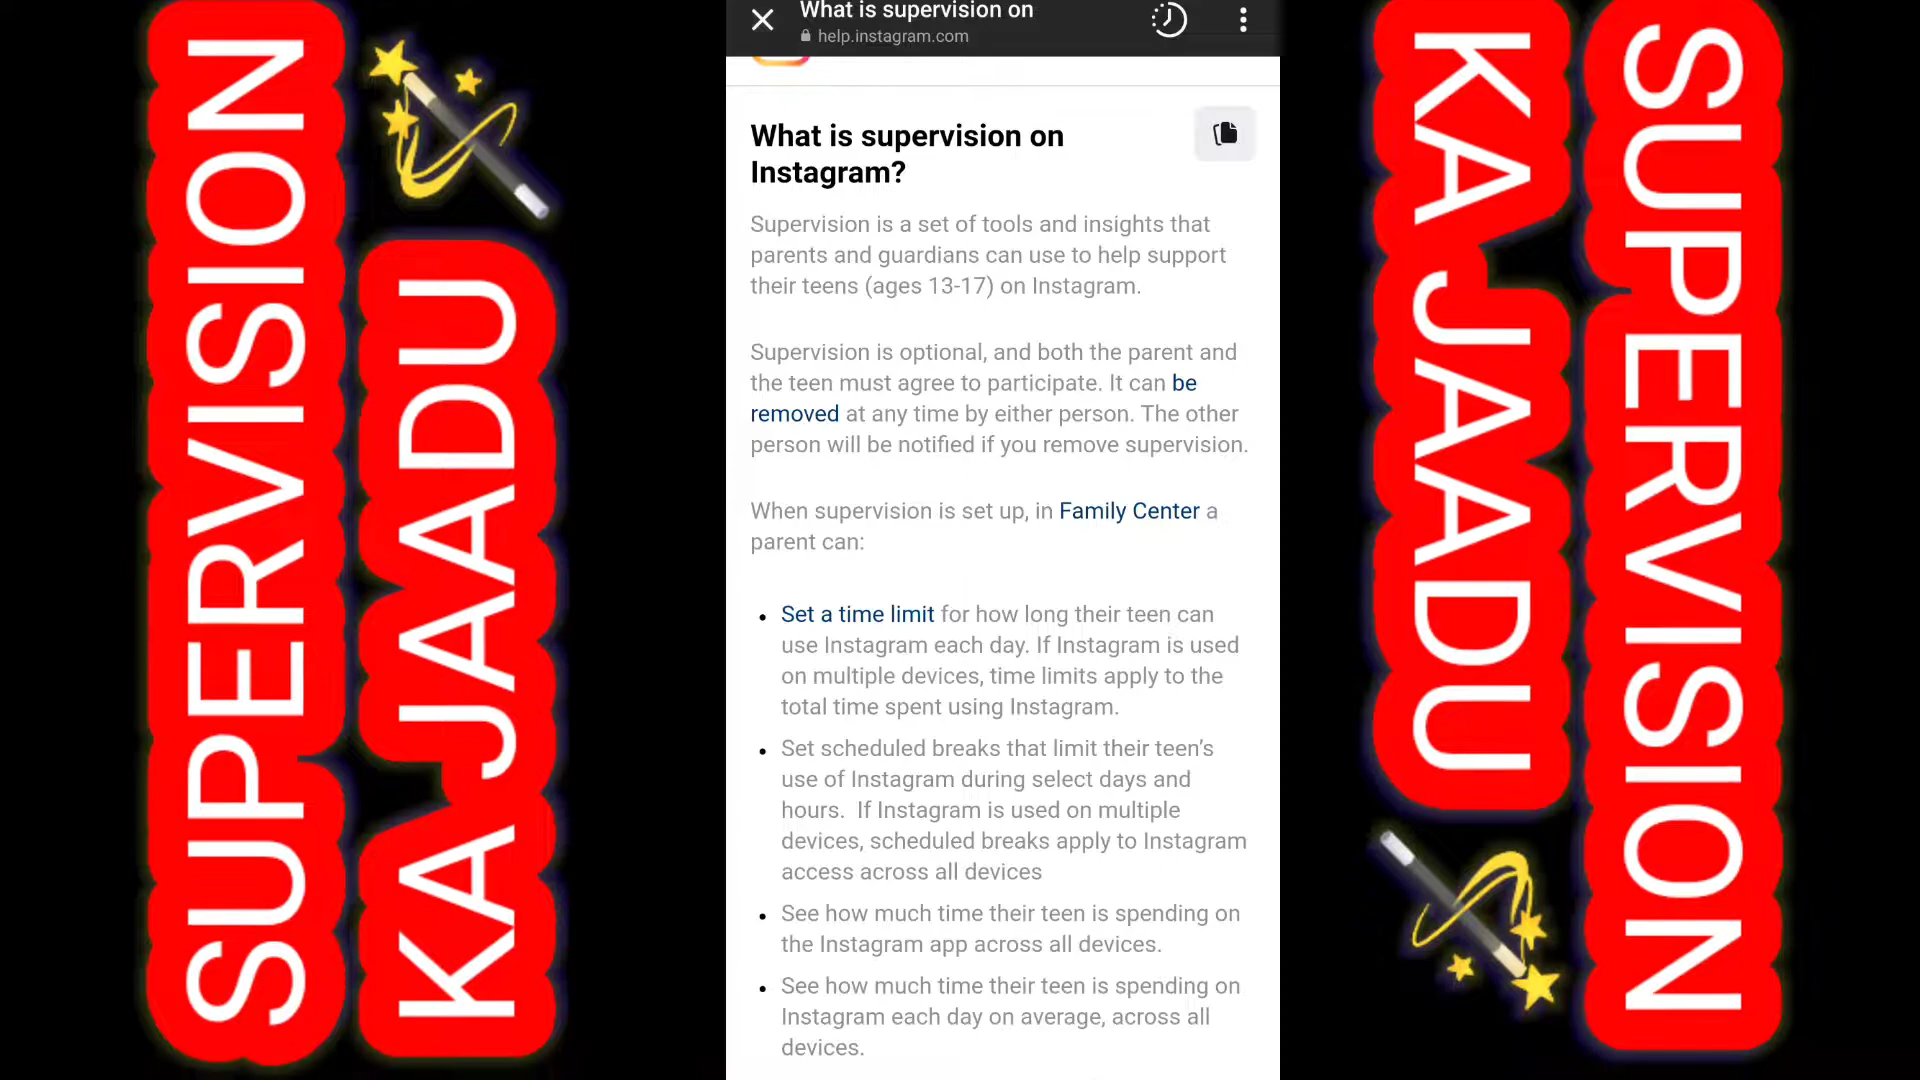 SUPERVISION
KA JAADU
What is supervision on
help.instagram.com
What is supervision on
Instagram?
Supervision is a set of tools and insights that
parents and guardians can use to help support
their teens (ages 13-17) on Instagram.
Supervision is optional, and both the parent and
the teen must agree to participate. It can be
removed at any time by either person. The other
person will be notified if you remove supervision.
When supervision is set up, in Family Center a
parent can:
• Set a time limit for how long their teen can
use Instagram each day. If Instagram is used
on multiple devices, time limits apply to the
total time spent using Instagram.
• Set scheduled breaks that limit their teen’s
use of Instagram during select days and
hours. If Instagram is used on multiple
devices, scheduled breaks apply to Instagram
access across all devices
• See how much time their teen is spending on
the Instagram app across all devices.
• See how much time their teen is spending on
Instagram each day on average, across all
devices.
SUPERVISION
KA JAADU